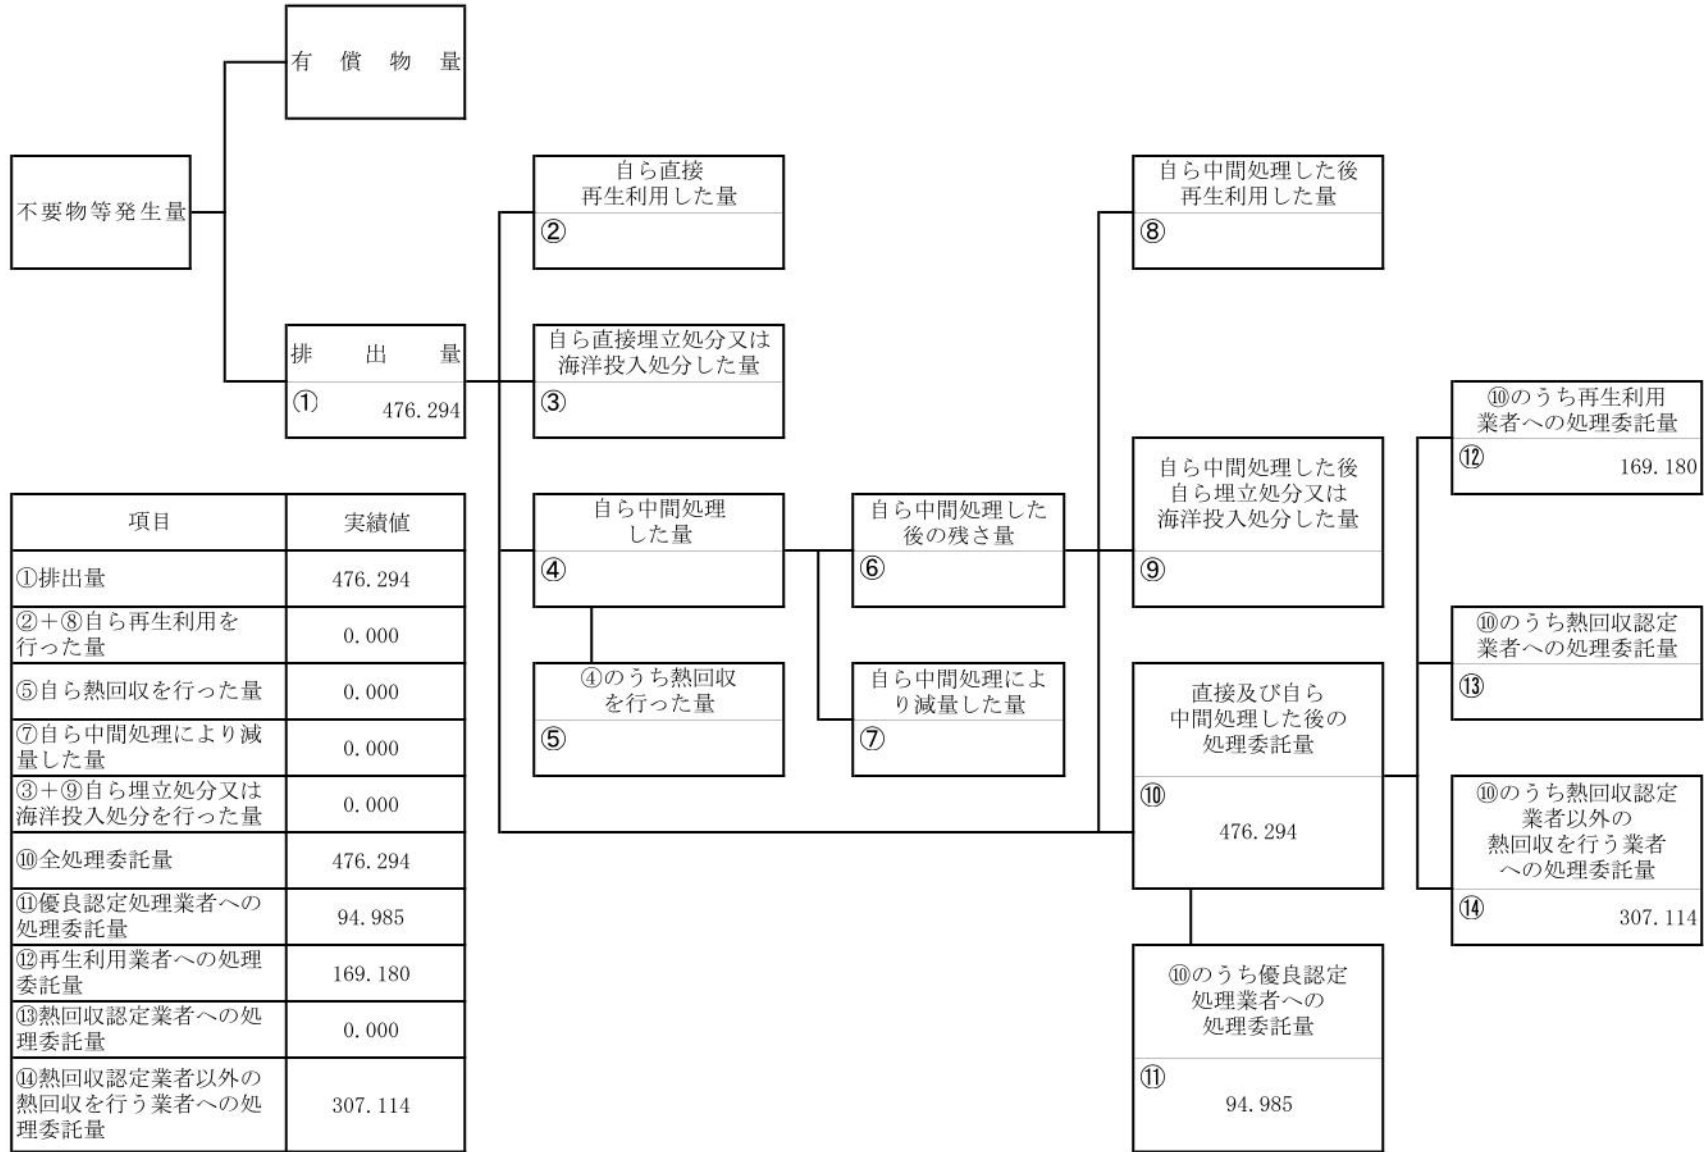 有償物量
不要物等発生量
排出量
①
476.294
自ら直接
再生利用した量
②
自ら直接埋立処分又は
海洋投入処分した量
③
自ら中間処理
した量
④
④のうち熱回収
を行った量
⑤
自ら中間処理した
後の残さ量
⑥
自ら中間処理によ
り減量した量
⑦
自ら中間処理した後
再生利用した量
⑧
自ら中間処理した後
自ら埋立処分又は
海洋投入処分した量
⑨
直接及び自ら
中間処理した後の
処理委託量
⑩
476.294
⑩のうち優良認定
処理業者への
処理委託量
⑪
94.985
⑩のうち再生利用
業者への処理委託量
⑫
169.180
⑩のうち熱回収認定
業者への処理委託量
⑬
⑩のうち熱回収認定
業者以外の
熱回収を行う業者
への処理委託量
⑭
307.114
項目 実績値
①排出量 476.294
②+⑧自ら再生利用を
行った量 0.000
⑤自ら熱回収を行った量 0.000
⑦自ら中間処理により減
量した量 0.000
③+⑨自ら埋立処分又は
海洋投入処分を行った量 0.000
⑩全処理委託量 476.294
⑪優良認定処理業者への
処理委託量 94.985
⑫再生利用業者への処理
委託量 169.180
⑬熱回収認定業者への処
理委託量 0.000
⑭熱回収認定業者以外の
熱回収を行う業者への処
理委託量 307.114